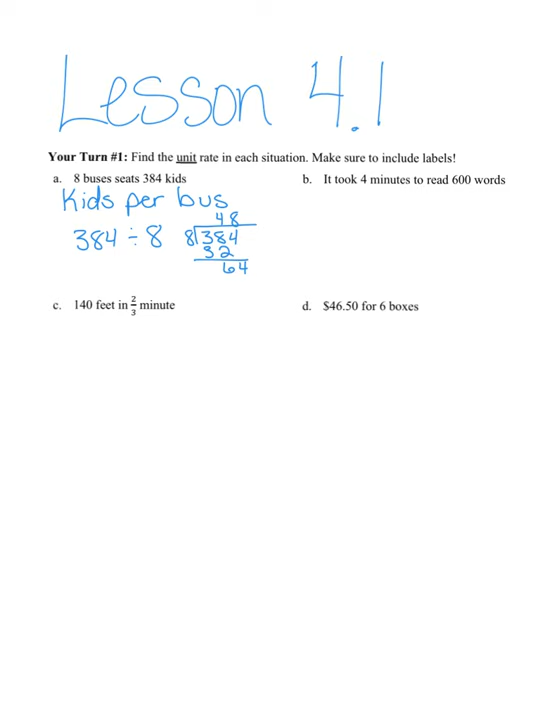 Lesson 4.1
Your Turn #1: Find the unit rate in each situation. Make sure to include labels!
a. 8 buses seats 384 kids
Kids per bus
48
384 ÷ 8 8)384
32
64
b. It took 4 minutes to read 600 words
c. 140 feet in 2/3 minute
d. $46.50 for 6 boxes